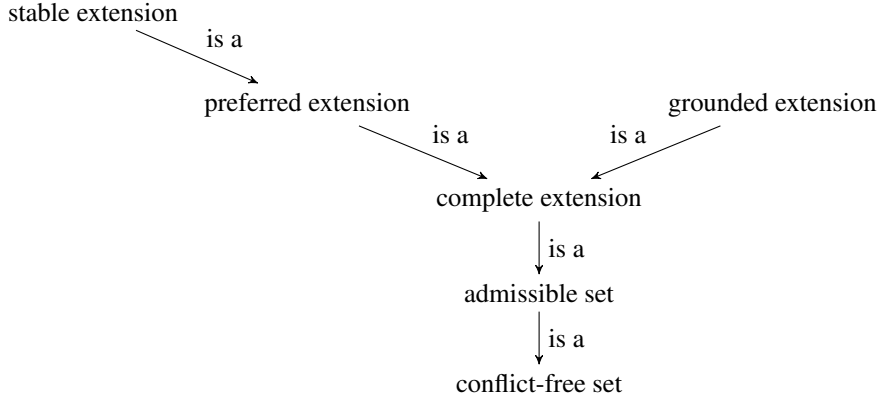 stable extension
is a
preferred extension
grounded extension
is a
is a
complete extension
is a
admissible set
is a
conflict-free set